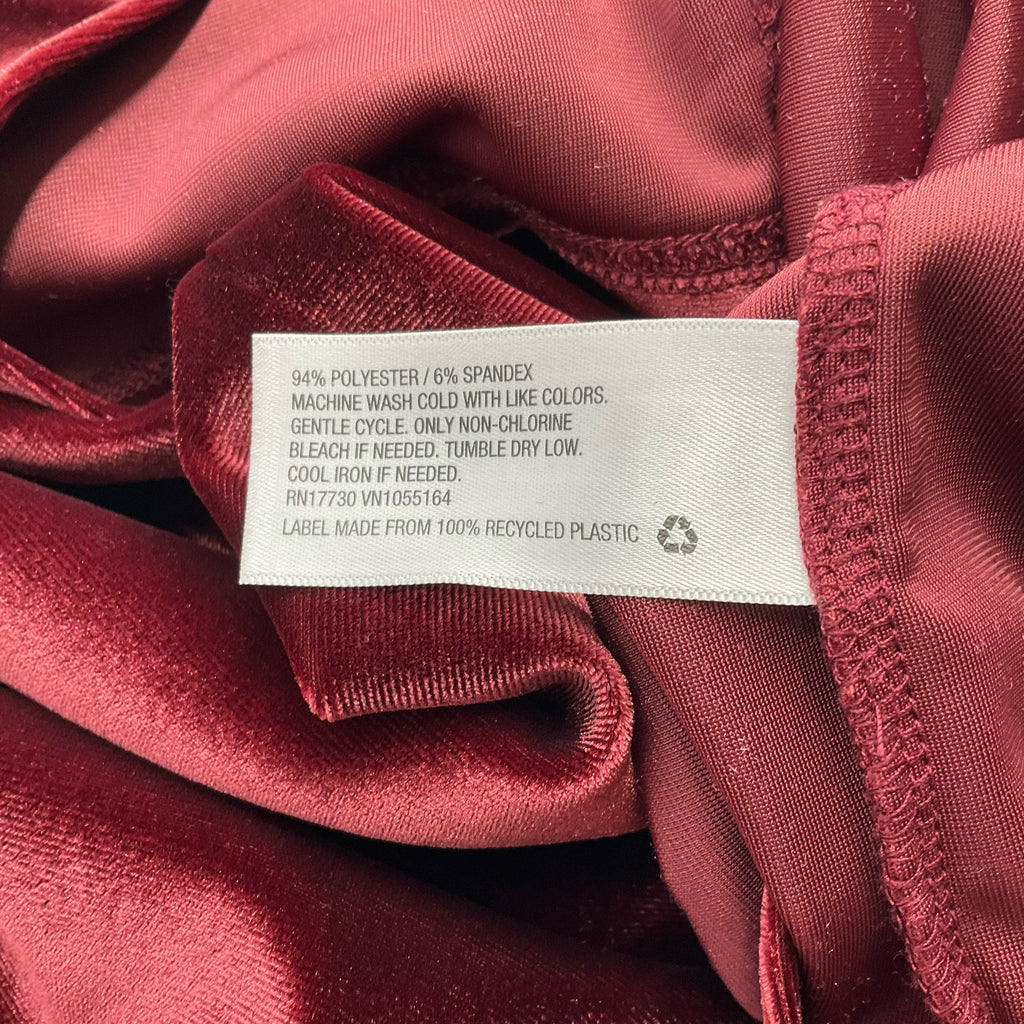 94% POLYESTER / 6% SPANDEX
MACHINE WASH COLD WITH LIKE COLORS.
GENTLE CYCLE. ONLY NON-CHLORINE
BLEACH IF NEEDED. TUMBLE DRY LOW.
COOL IRON IF NEEDED.
RN17730 VN1055164
LABEL MADE FROM 100% RECYCLED PLASTIC